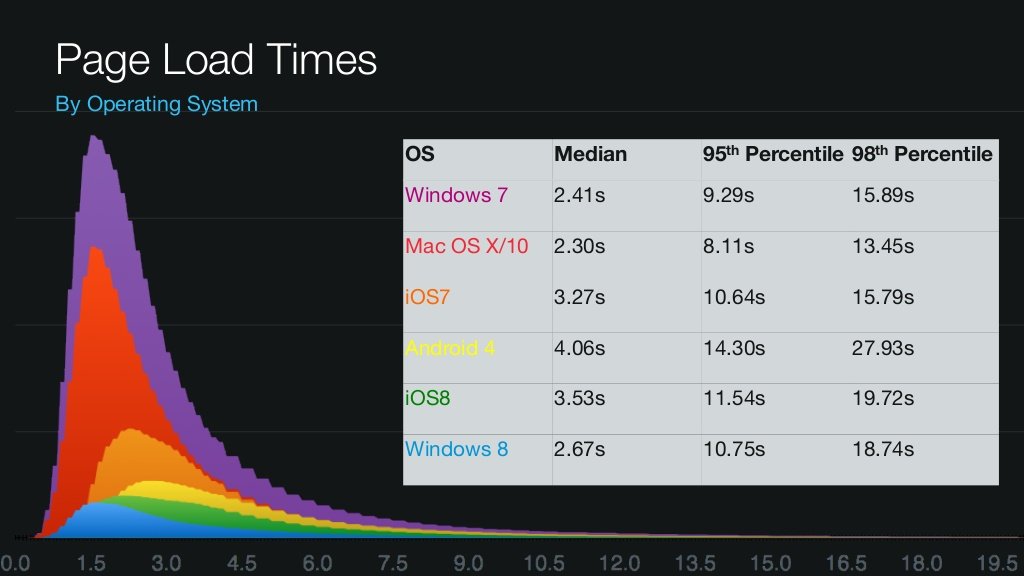 Page Load Times
By Operating System
OS Median 95th Percentile 98th Percentile
Windows 7 2.41s 9.29s 15.89s
Mac OS X/10 2.30s 8.11s 13.45s
iOS7 3.27s 10.64s 15.79s
Android 4 4.06s 14.30s 27.93s
iOS8 3.53s 11.54s 19.72s
Windows 8 2.67s 10.75s 18.74s
0.0 1.5 3.0 4.5 6.0 7.5 9.0 10.5 12.0 13.5 15.0 16.5 18.0 19.5